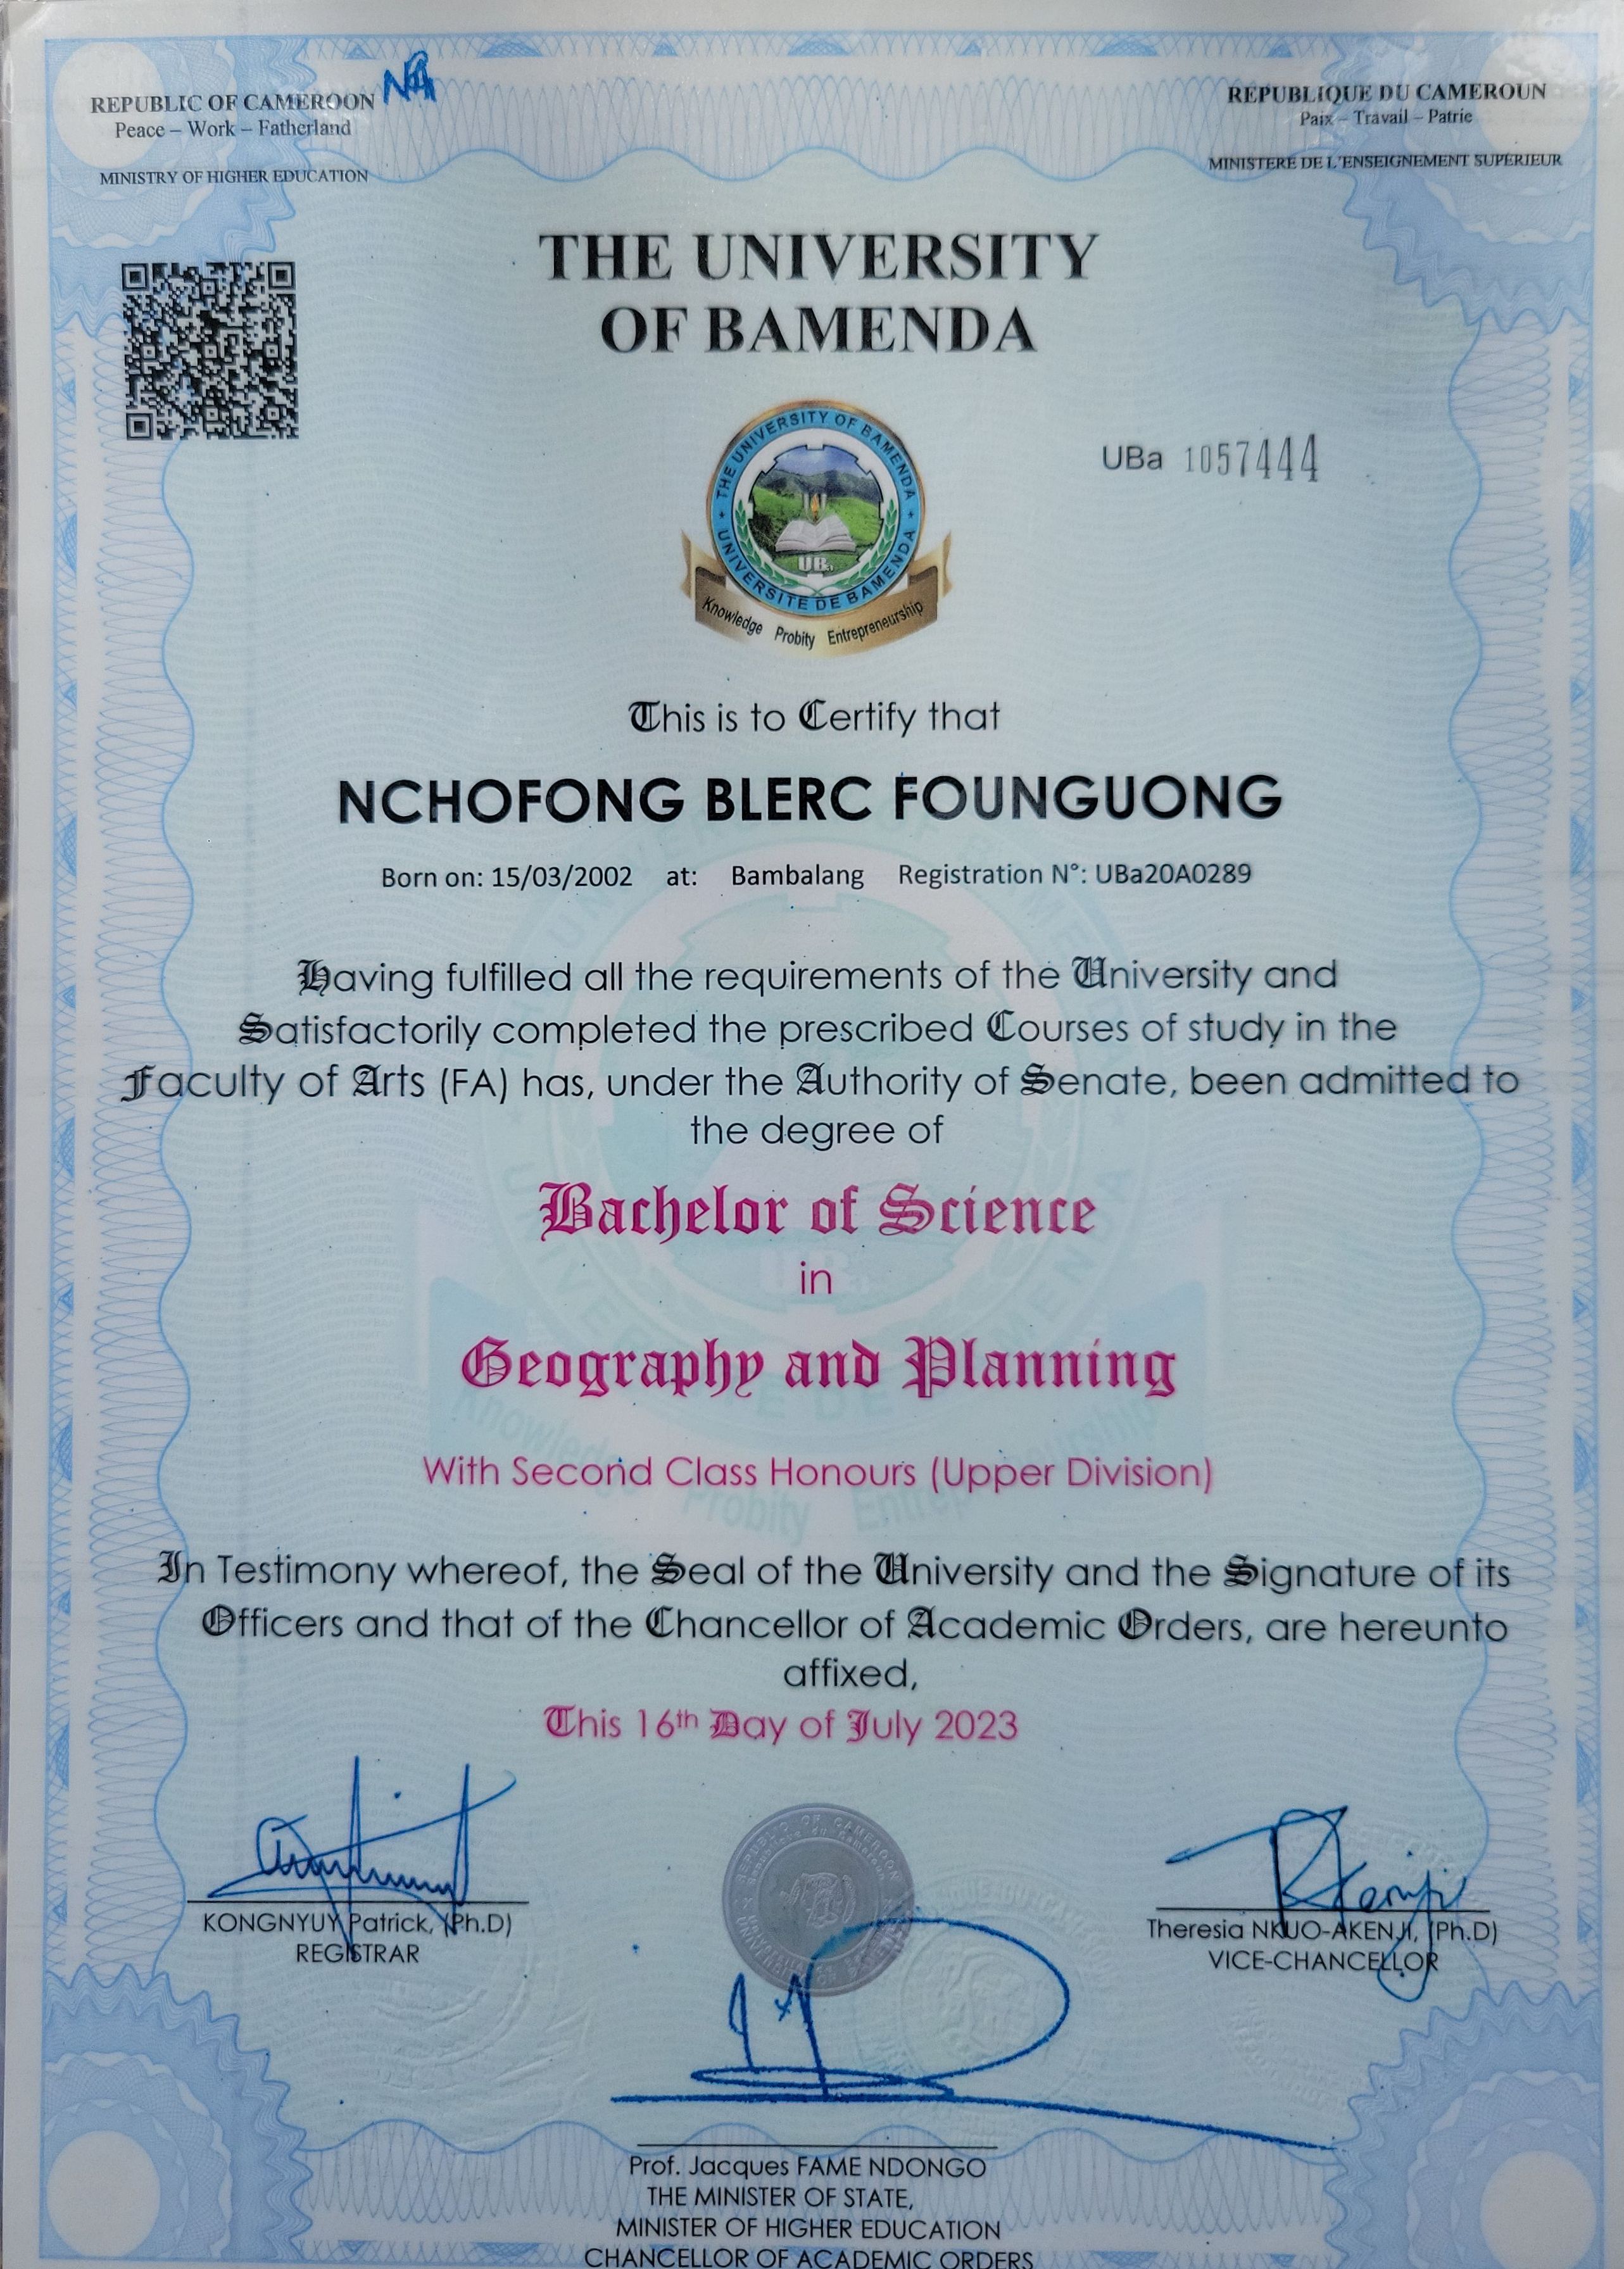 REPUBLIC OF CAMEROON
Peace – Work – Fatherland
MINISTRY OF HIGHER EDUCATION
REPUBLIQUE DU CAMEROUN
Paix – Travail – Patrie
MINISTERE DE L'ENSEIGNEMENT SUPERIEUR
THE UNIVERSITY
OF BAMENDA
UBa 1057444
THE UNIVERSITY OF BAMENDA
UNIVERSITE DE BAMENDA
UBa
Knowledge Probity Entrepreneurship
This is to Certify that
NCHOFONG BLERC FOUNGUONG
Born on: 15/03/2002 at: Bambalang Registration N°: UBa20A0289
Having fulfilled all the requirements of the University and
Satisfactorily completed the prescribed Courses of study in the
Faculty of Arts (FA) has, under the Authority of Senate, been admitted to
the degree of
Bachelor of Science
in
Geography and Planning
With Second Class Honours (Upper Division)
In Testimony whereof, the Seal of the University and the Signature of its
Officers and that of the Chancellor of Academic Orders, are hereunto
affixed,
This 16th Day of July 2023
KONGNYUY Patrick, (Ph.D)
REGISTRAR
REPUBLIC OF CAMEROON
Theresia NKUO-AKENJI, (Ph.D)
VICE-CHANCELLOR
Prof. Jacques FAME NDONGO
THE MINISTER OF STATE,
MINISTER OF HIGHER EDUCATION
CHANCELLOR OF ACADEMIC ORDERS